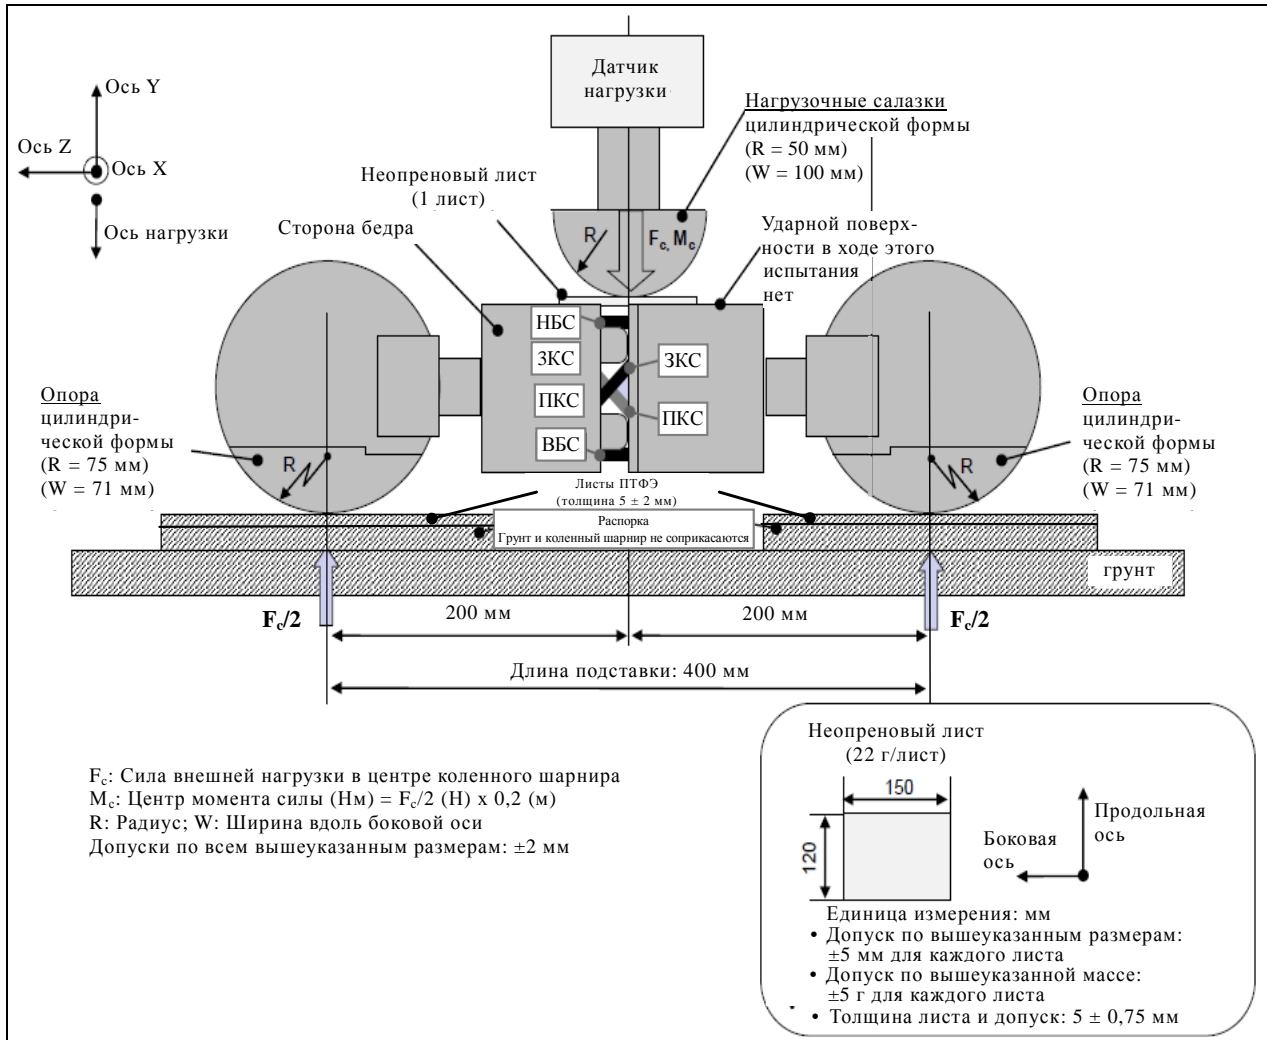 Датчик
нагрузки
Ось Y
Ось Z
Ось X
Ось нагрузки
Нагрузочные салазки
цилиндрической формы
(R = 50 мм)
(W = 100 мм)
Неопреновый лист
(1 лист)
Сторона бедра
R
Fc, Mc
Ударной поверх-
ности в ходе этого
испытания
нет
НБС
ЗКС
ЗКС
ПКС
ПКС
ВБС
Опора
цилиндри-
ческой формы
(R = 75 мм)
(W = 71 мм)
R
Опора
цилиндри-
ческой формы
(R = 75 мм)
(W = 71 мм)
R
Листы ПТФЭ
(толщина 5 ± 2 мм)
Распорка
Грунт и коленный шарнир не соприкасаются
грунт
Fc/2
200 мм
200 мм
Fc/2
Длина подставки: 400 мм
Fc: Сила внешней нагрузки в центре коленного шарнира
Mc: Центр момента силы (Нм) = Fc/2 (Н) x 0,2 (м)
R: Радиус; W: Ширина вдоль боковой оси
Допуски по всем вышеуказанным размерам: ±2 мм
Неопреновый лист
(22 г/лист)
150
120
Продольная
ось
Боковая
ось
Единица измерения: мм
• Допуск по вышеуказанным размерам:
±5 мм для каждого листа
• Допуск по вышеуказанной массе:
±5 г для каждого листа
• Толщина листа и допуск: 5 ± 0,75 мм